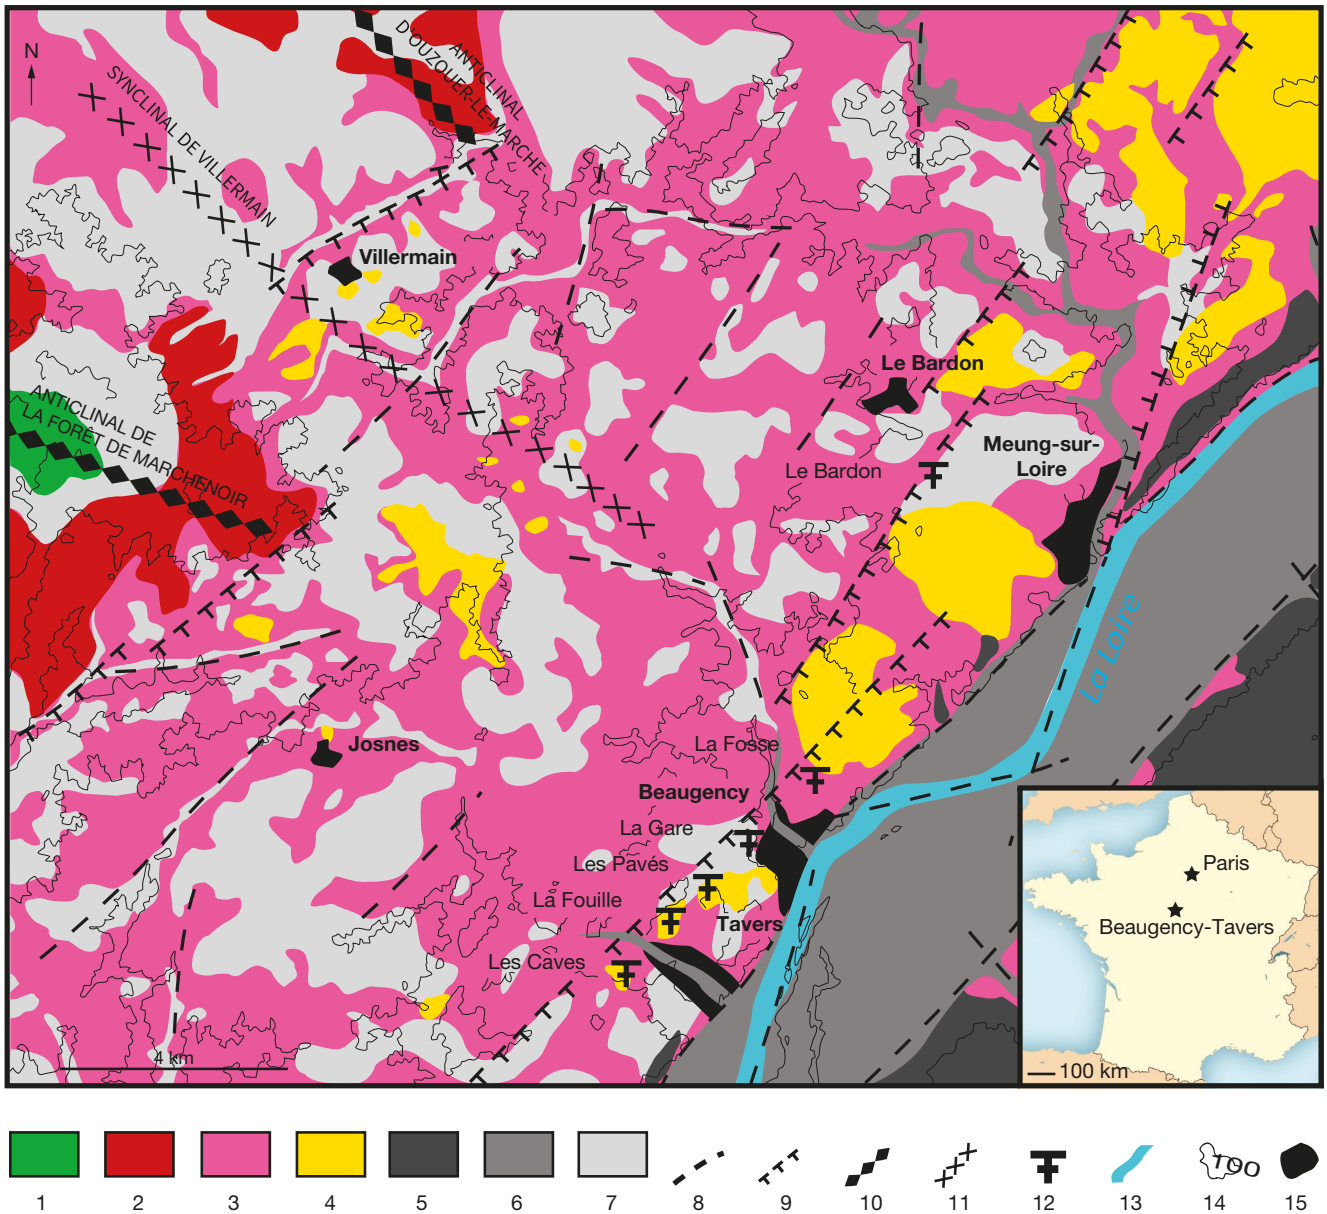 N
SYNCLINAL DE VILLERMAIN
ANTICLINAL
D'OUZOUER-LE-MARCHE
Villermain
ANTICLINAL DE
LA FORÊT DE MARCHENOIR
Le Bardon
Le Bardon
Meung-sur-
Loire
La Loire
Josnes
La Fosse
Beaugency
La Gare
Les Pavés
La Fouille
Tavers
Les Caves
4 km
Paris
Beaugency-Tavers
100 km
1 2 3 4 5 6 7 8 9 10 11 12 13 14 15